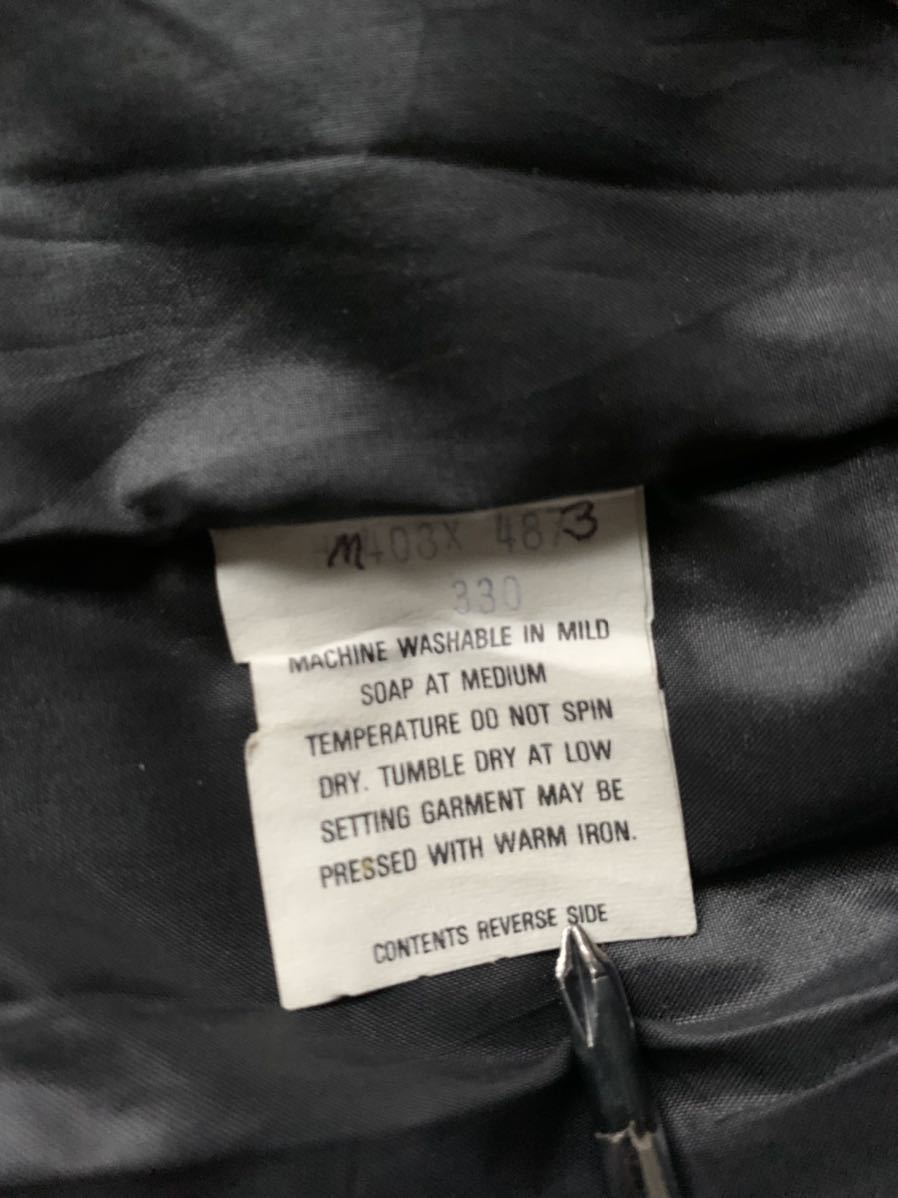 M403X 4873
330
MACHINE WASHABLE IN MILD
SOAP AT MEDIUM
TEMPERATURE DO NOT SPIN
DRY. TUMBLE DRY AT LOW
SETTING GARMENT MAY BE
PRESSED WITH WARM IRON.
CONTENTS REVERSE SIDE